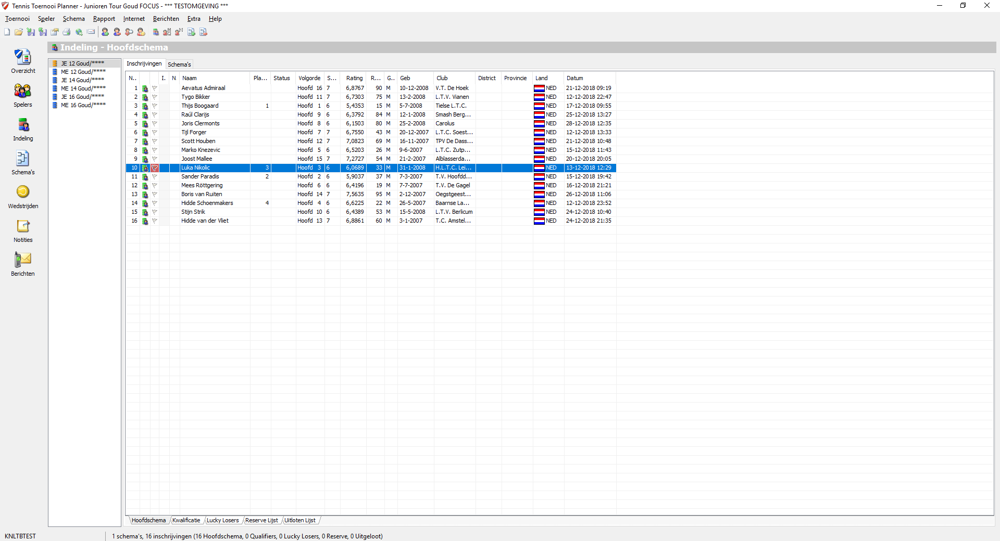 Tennis Toernooi Planner - Junioren Tour Goud FOCUS - *** TESTOMGEVING ***
Toernooi Speler Schema Rapport Internet Berichten Extra Help
Indeling - Hoofdschema
Overzicht
Spelers
Indeling
Schema's
Wedstrijden
Notities
Berichten
JE 12 Goud/****
ME 12 Goud/****
JE 14 Goud/****
ME 14 Goud/****
JE 16 Goud/****
ME 16 Goud/****
Inschrijvingen Schema's
N.. I. N Naam Pla... Status Volgorde S... Rating R... G.. Geb Club District Provincie Land Datum
1 Aevatus Admiraal Hoofd 16 7 6,8767 90 M 10-12-2008 V.T. De Hoek NED 21-12-2018 09:19
2 Tygo Bikker Hoofd 11 7 6,7303 75 M 13-2-2008 L.T.V. Vianen NED 12-12-2018 22:47
3 Thijs Boogaard 1 Hoofd 1 6 5,4353 15 M 5-7-2008 Tielse L.T.C. NED 17-12-2018 09:55
4 Raúl Clarijs Hoofd 9 6 6,3792 84 M 12-1-2008 Smash Berg... NED 25-12-2018 13:27
5 Joris Clermonts Hoofd 8 6 6,1503 80 M 25-2-2008 Carolus NED 28-12-2018 12:35
6 Tijl Forger Hoofd 7 7 6,7550 43 M 20-12-2007 L.T.C. Soest... NED 12-12-2018 13:33
7 Scott Houben Hoofd 12 7 7,0823 69 M 16-11-2007 TPV De Dass... NED 21-12-2018 10:48
8 Marko Knezevic Hoofd 5 6 6,5203 26 M 9-6-2007 L.T.C. Zutp... NED 15-12-2018 11:43
9 Joost Mallee Hoofd 15 7 7,2727 54 M 21-2-2007 Alblasserda... NED 20-12-2018 20:05
10 Luka Nikolic 3 Hoofd 3 6 6,0689 33 M 31-1-2008 H.L.T.C. Lei... NED 13-12-2018 12:29
11 Sander Paradis 2 Hoofd 2 6 5,9037 37 M 7-3-2007 T.V. Hoofdd... NED 15-12-2018 19:42
12 Mees Röttgering Hoofd 6 6 6,4196 19 M 7-7-2007 T.V. De Gagel NED 16-12-2018 21:21
13 Boris van Ruiten Hoofd 14 7 7,5635 95 M 2-12-2007 Oegstgeest... NED 26-12-2018 11:06
14 Hidde Schoenmakers 4 Hoofd 4 6 6,6225 22 M 26-5-2007 Baarnse La... NED 12-12-2018 23:52
15 Stijn Strik Hoofd 10 6 6,4389 53 M 15-5-2008 L.T.V. Berlicum NED 24-12-2018 10:40
16 Hidde van der Vliet Hoofd 13 7 6,8861 60 M 3-1-2007 T.C. Amstel... NED 24-12-2018 21:35
Hoofdschema Kwalificatie Lucky Losers Reserve Lijst Uitloten Lijst
KNLTBTEST 1 schema's, 16 inschrijvingen (16 Hoofdschema, 0 Qualifiers, 0 Lucky Losers, 0 Reserve, 0 Uitgeloot)